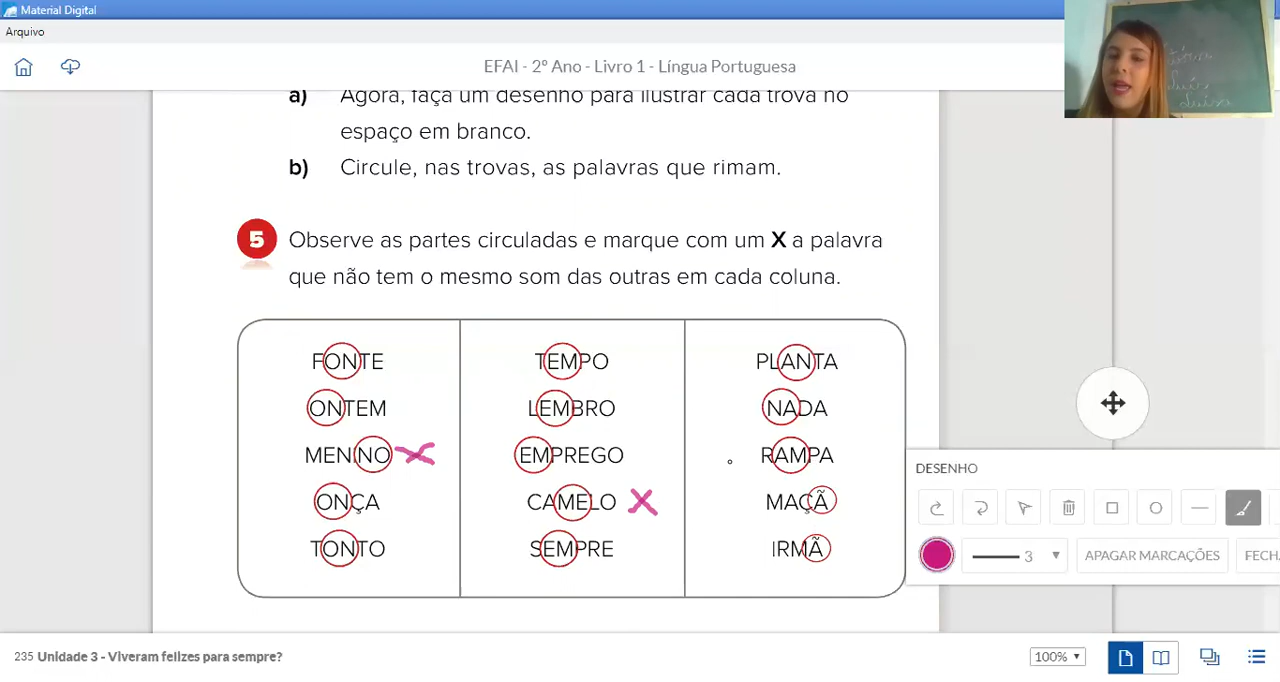 Material Digital
Arquivo
EFAI - 2º Ano - Livro 1 - Língua Portuguesa
a) Agora, faça um desenho para ilustrar cada trova no
espaço em branco.
b) Circule, nas trovas, as palavras que rimam.
5 Observe as partes circuladas e marque com um X a palavra
que não tem o mesmo som das outras em cada coluna.
FONTE
ONTEM
MENINO X
ONÇA
TONTO
TEMPO
LEMBRO
EMPREGO
CAMELO X
SEMPRE
PLANTA
NADA
RAMPA
MAÇÃ
IRMÃ
DESENHO
3 APAGAR MARCAÇÕES FECH
235 Unidade 3 - Viveram felizes para sempre?
100%